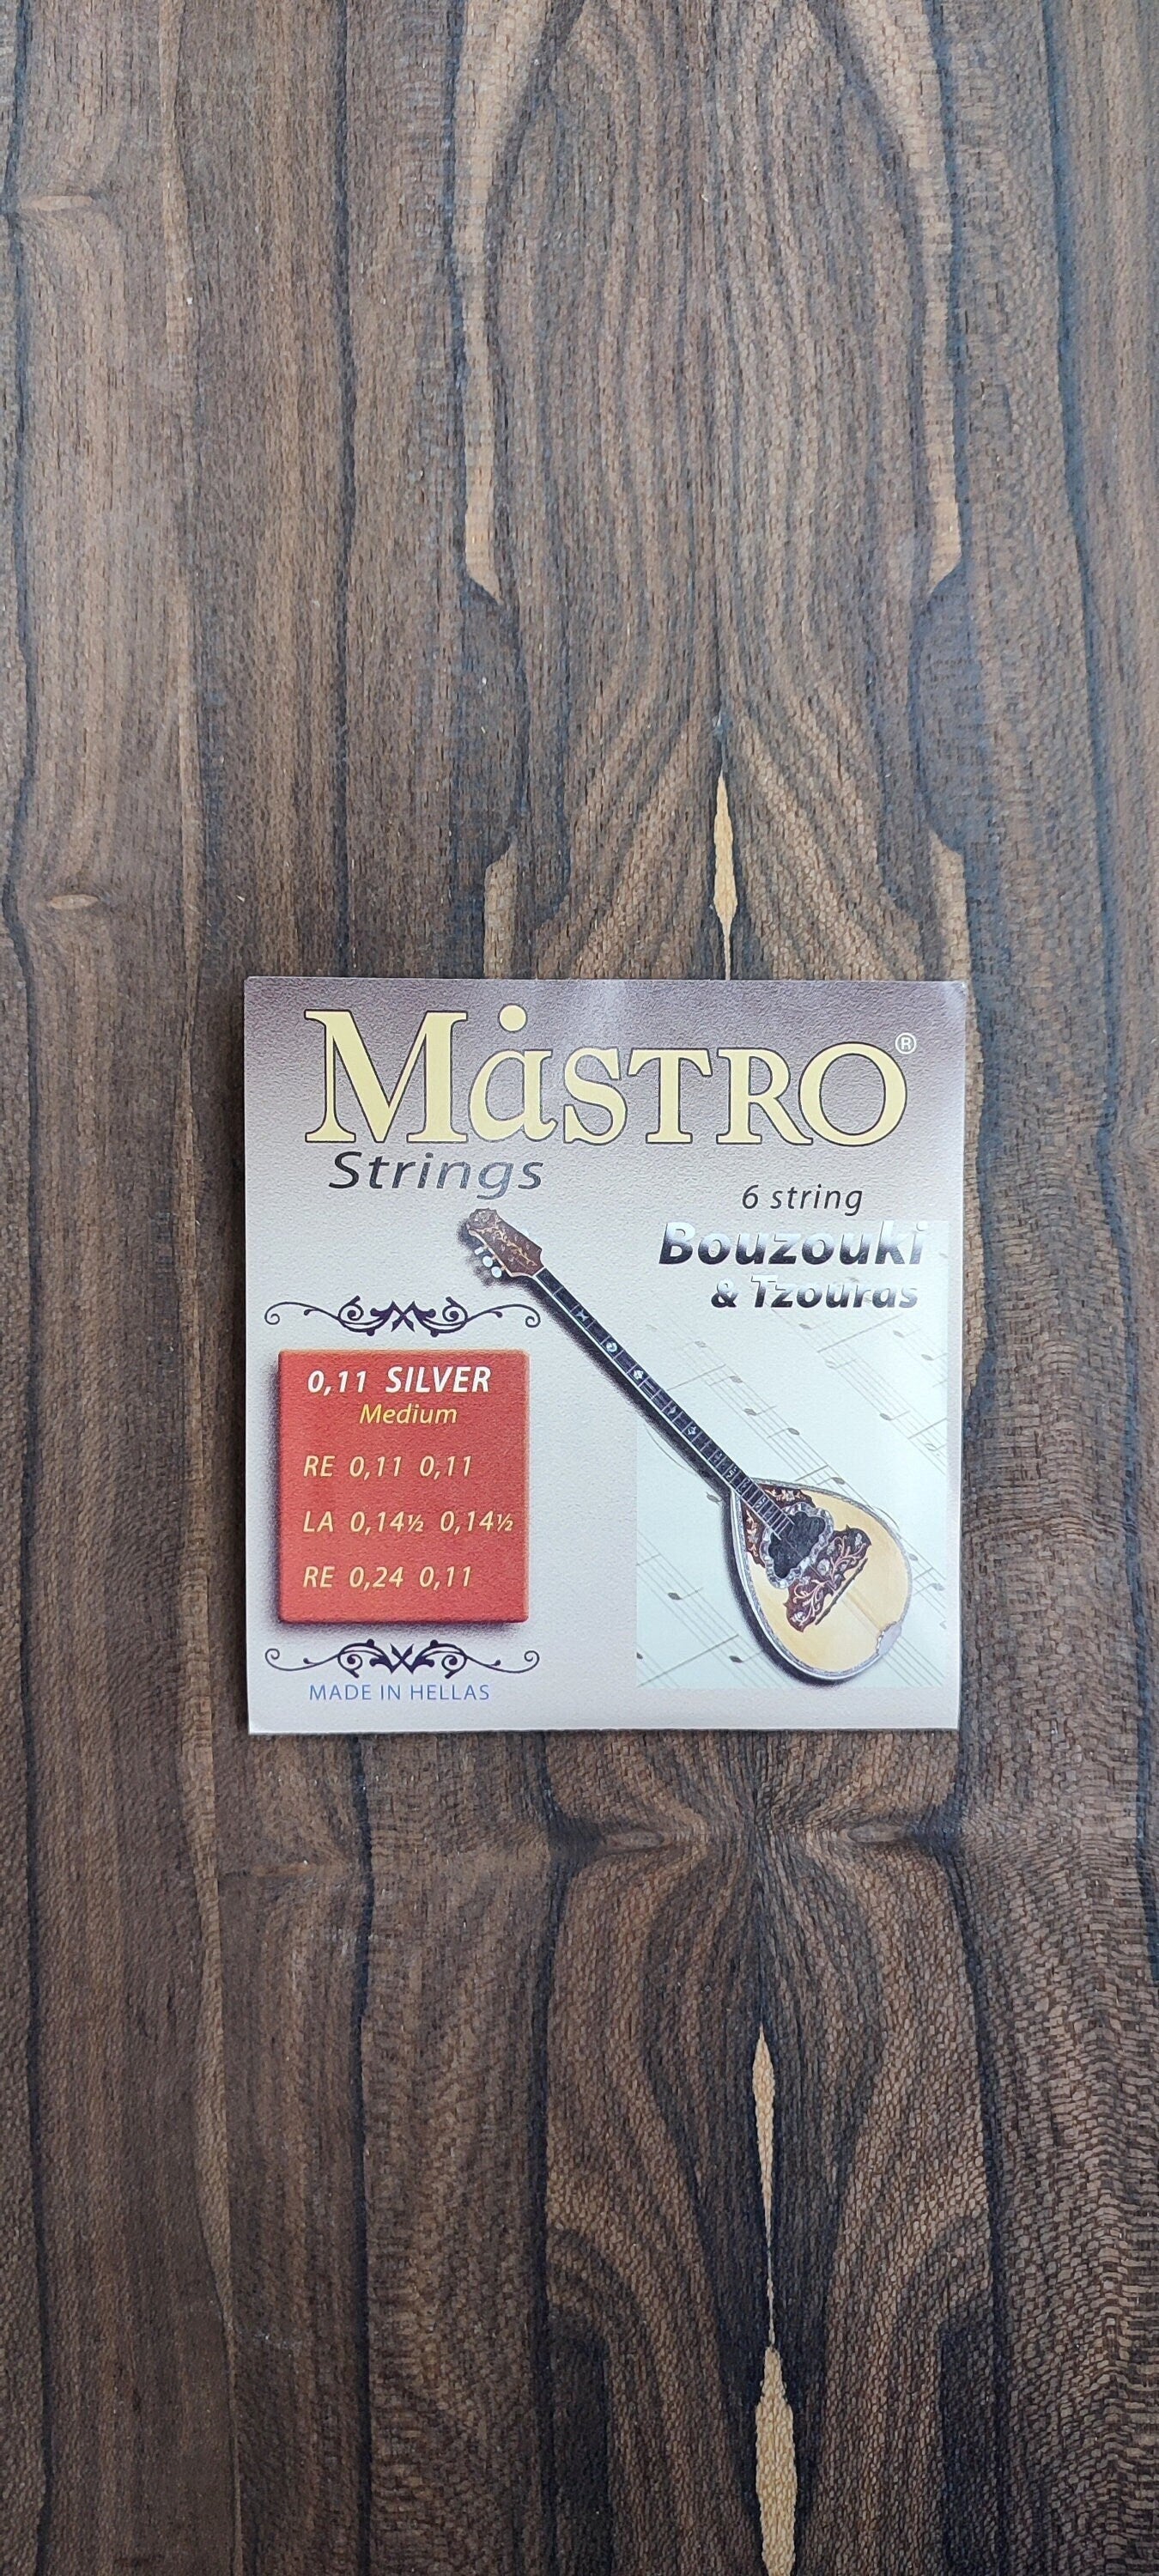 MaSTRO®
Strings
6 string
Bouzouki
& Tzouras
0,11 SILVER
Medium
RE 0,11 0,11
LA 0,14½ 0,14½
RE 0,24 0,11
MADE IN HELLAS